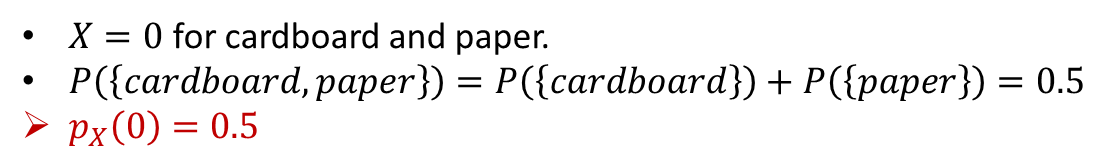 • X = 0 for cardboard and paper.
• P({cardboard, paper}) = P({cardboard}) + P({paper}) = 0.5
➢ p_X(0) = 0.5